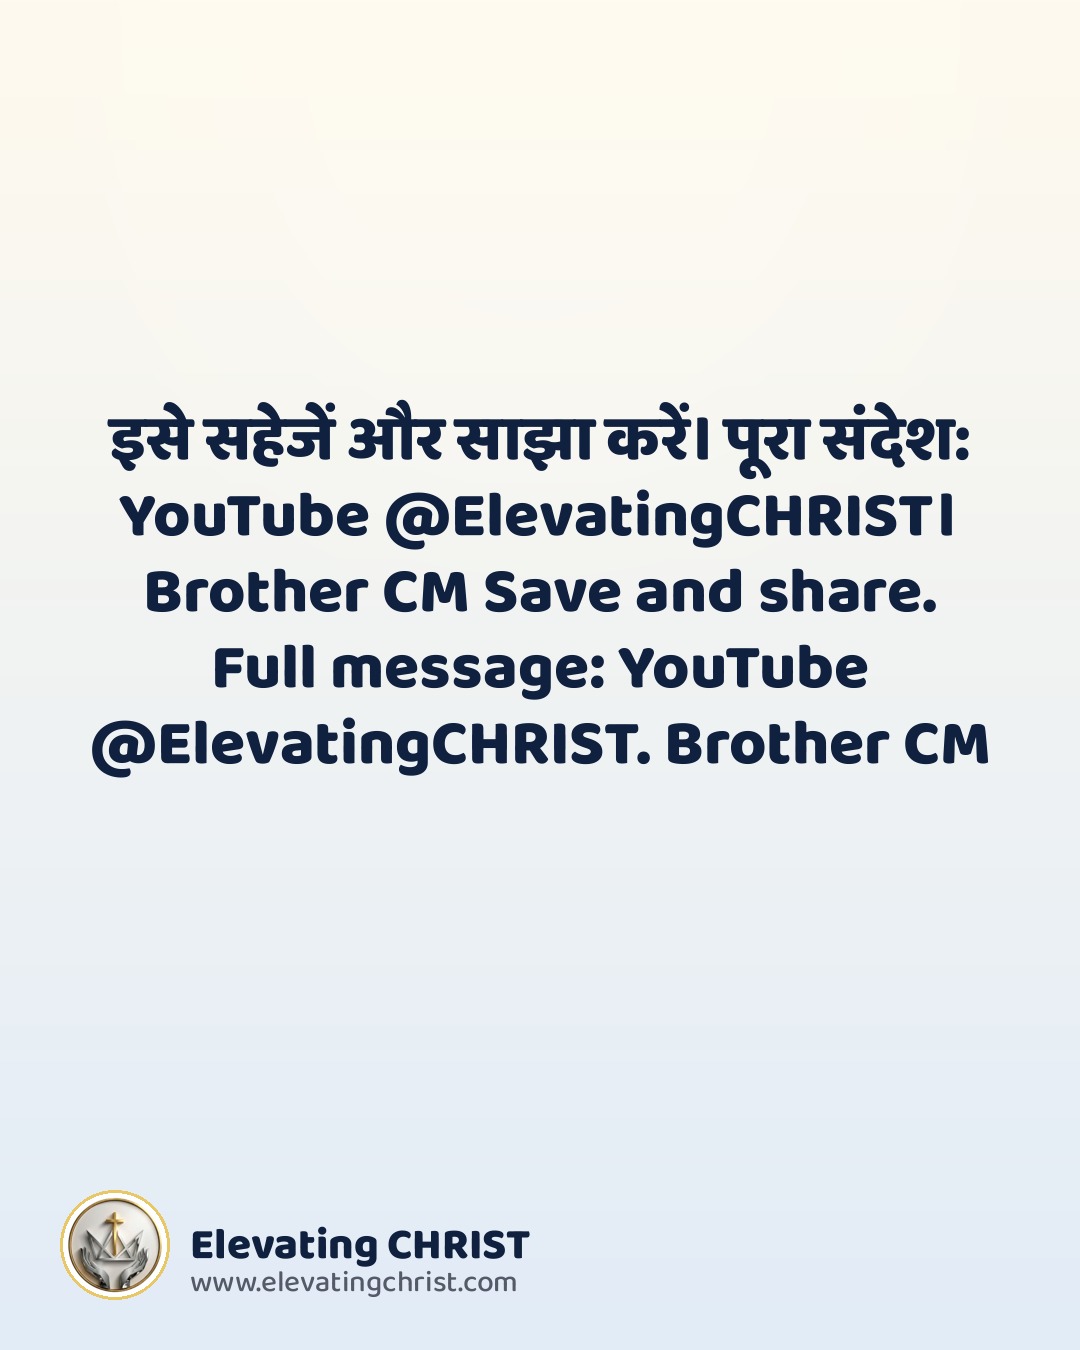 इसे सहेजें और साझा करें। पूरा संदेश:
YouTube @ElevatingCHRIST।
Brother CM Save and share.
Full message: YouTube
@ElevatingCHRIST. Brother CM
Elevating CHRIST
www.elevatingchrist.com